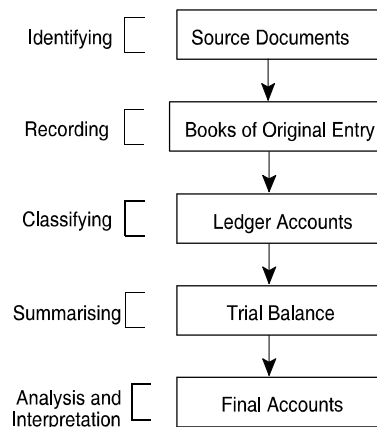 Identifying
Source Documents
Recording
Books of Original Entry
Classifying
Ledger Accounts
Summarising
Trial Balance
Analysis and
Interpretation
Final Accounts